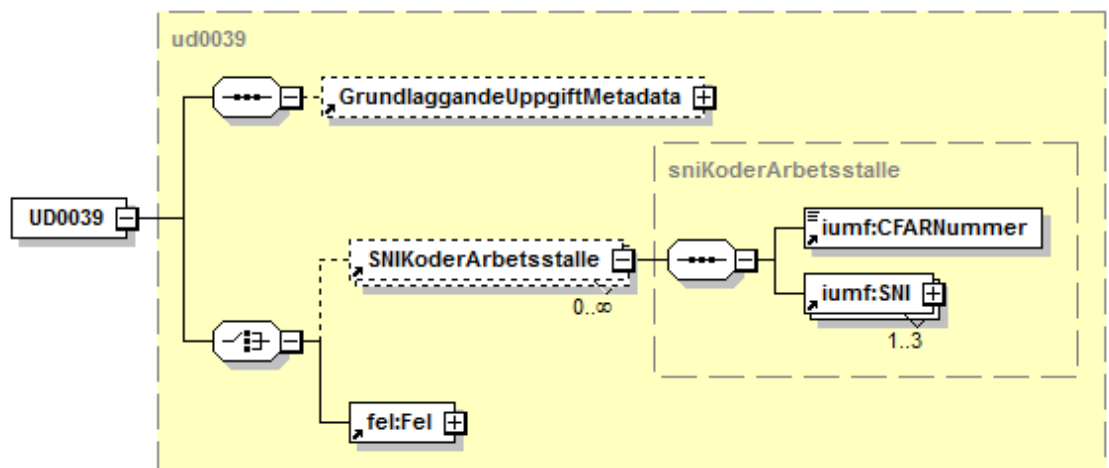 ud0039
GrundlaggandeUppgiftMetadata
sniKoderArbetsstalle
UD0039
iumf:CFARNummer
SNIKoderArbetsstalle
0..∞
iumf:SNI
1..3
fel:Fel